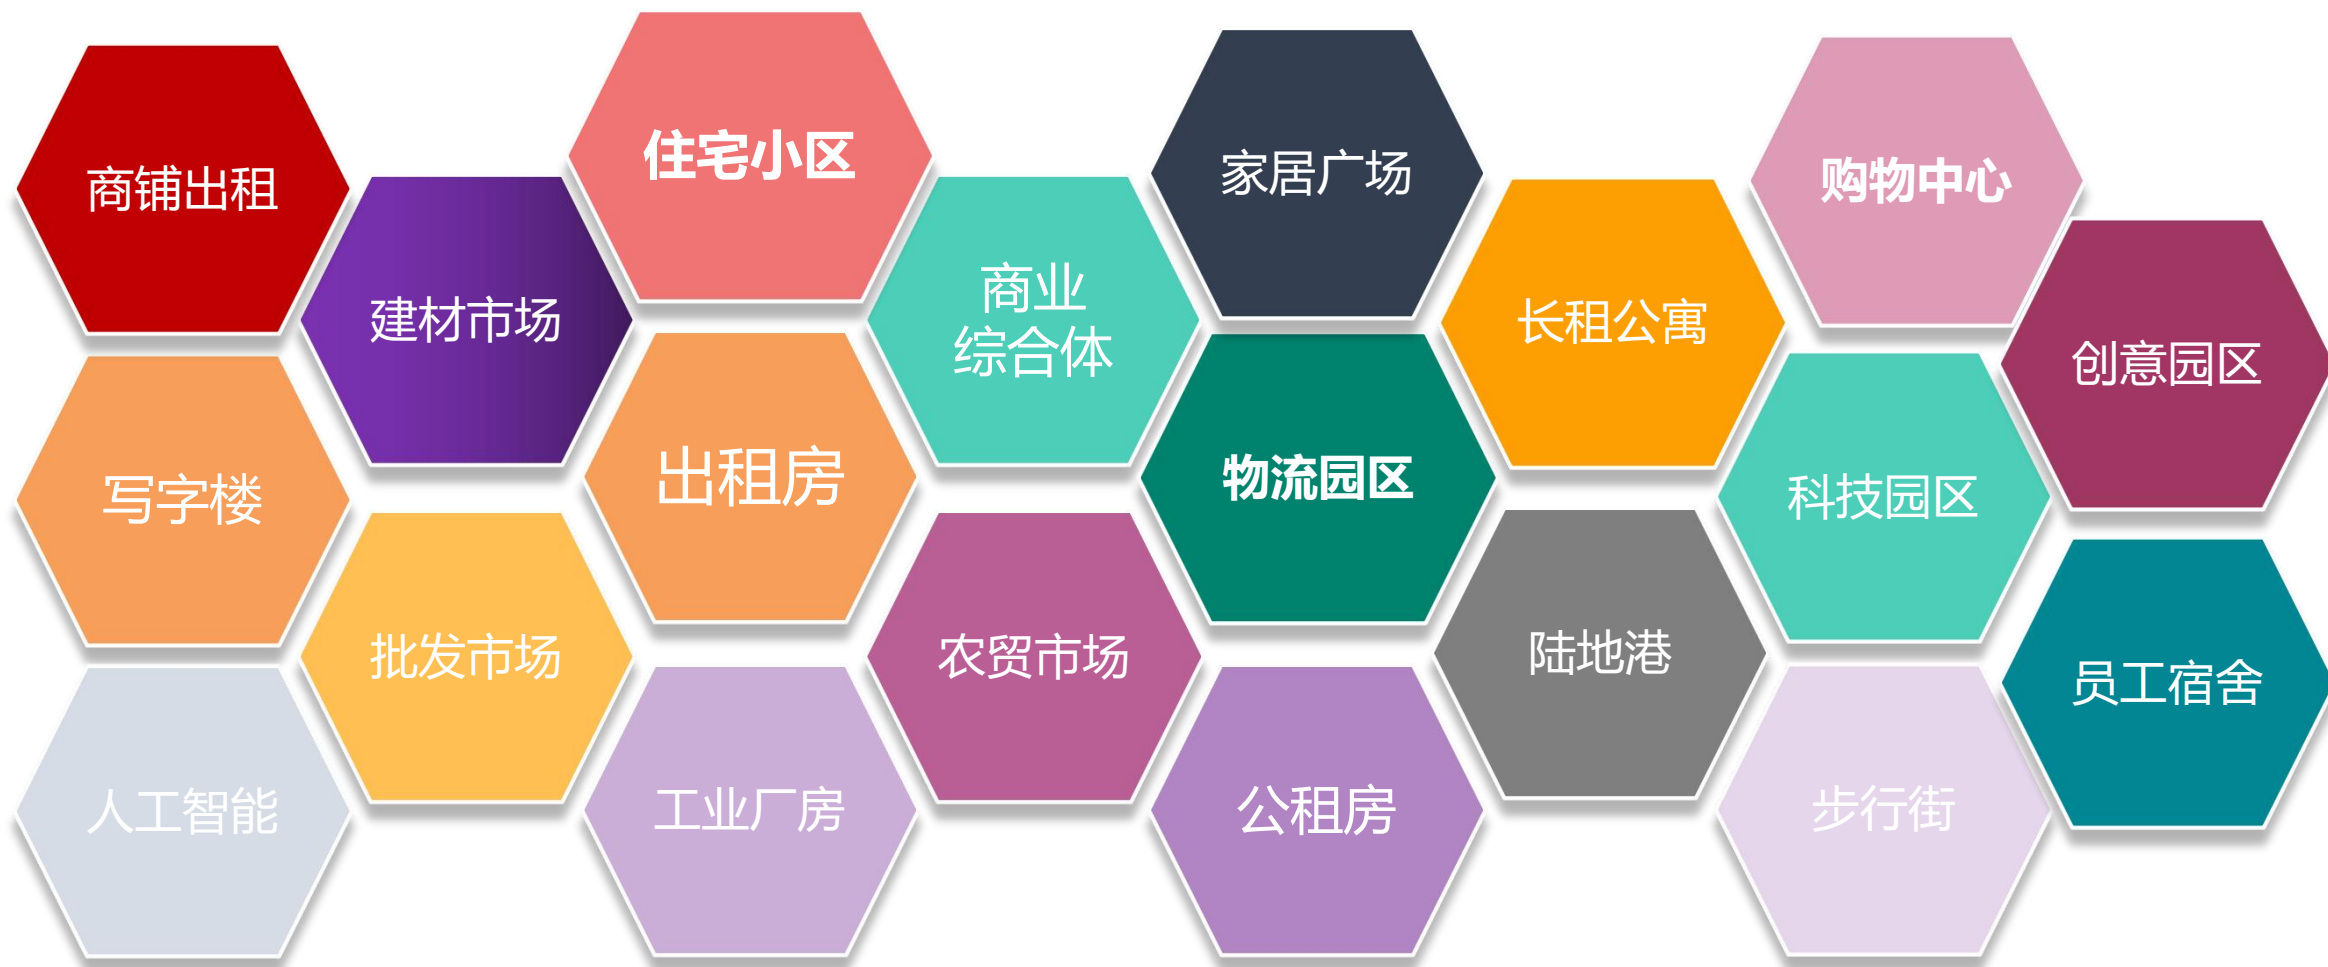 商铺出租
建材市场
住宅小区
商业
综合体
家居广场
长租公寓
购物中心
创意园区
写字楼
出租房
物流园区
科技园区
批发市场
农贸市场
陆地港
员工宿舍
人工智能
工业厂房
公租房
步行街